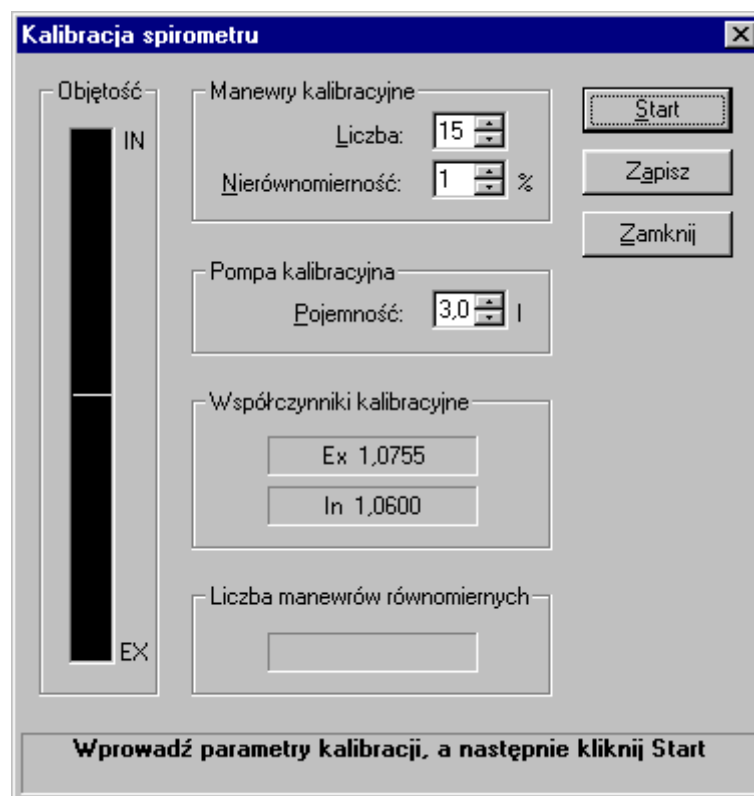 Kalibracja spirometru
Objętość
IN
EX
Manewry kalibracyjne
Liczba: 15
Nierównomierność: 1 %
Pompa kalibracyjna
Pojemność: 3,0 l
Współczynniki kalibracyjne
Ex 1,0755
In 1,0600
Liczba manewrów równomiernych
Start
Zapisz
Zamknij
Wprowadź parametry kalibracji, a następnie kliknij Start